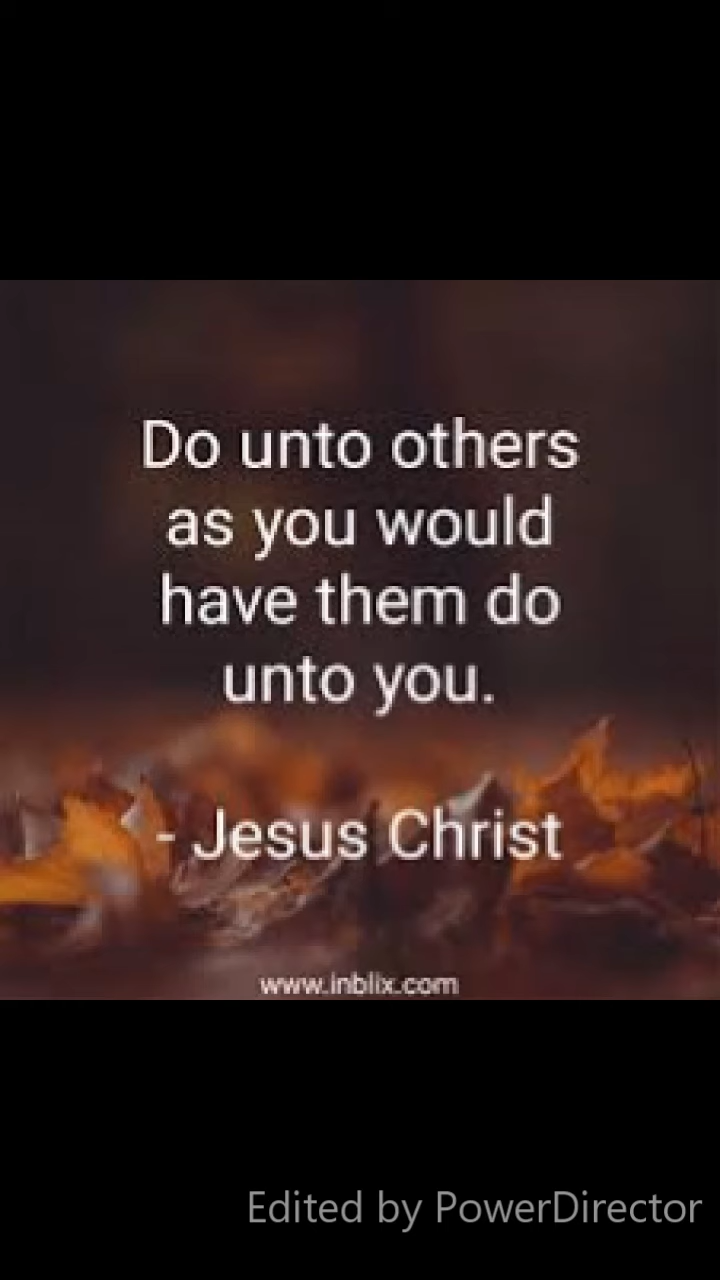 Do unto others
as you would
have them do
unto you.
- Jesus Christ
www.inblix.com
Edited by PowerDirector